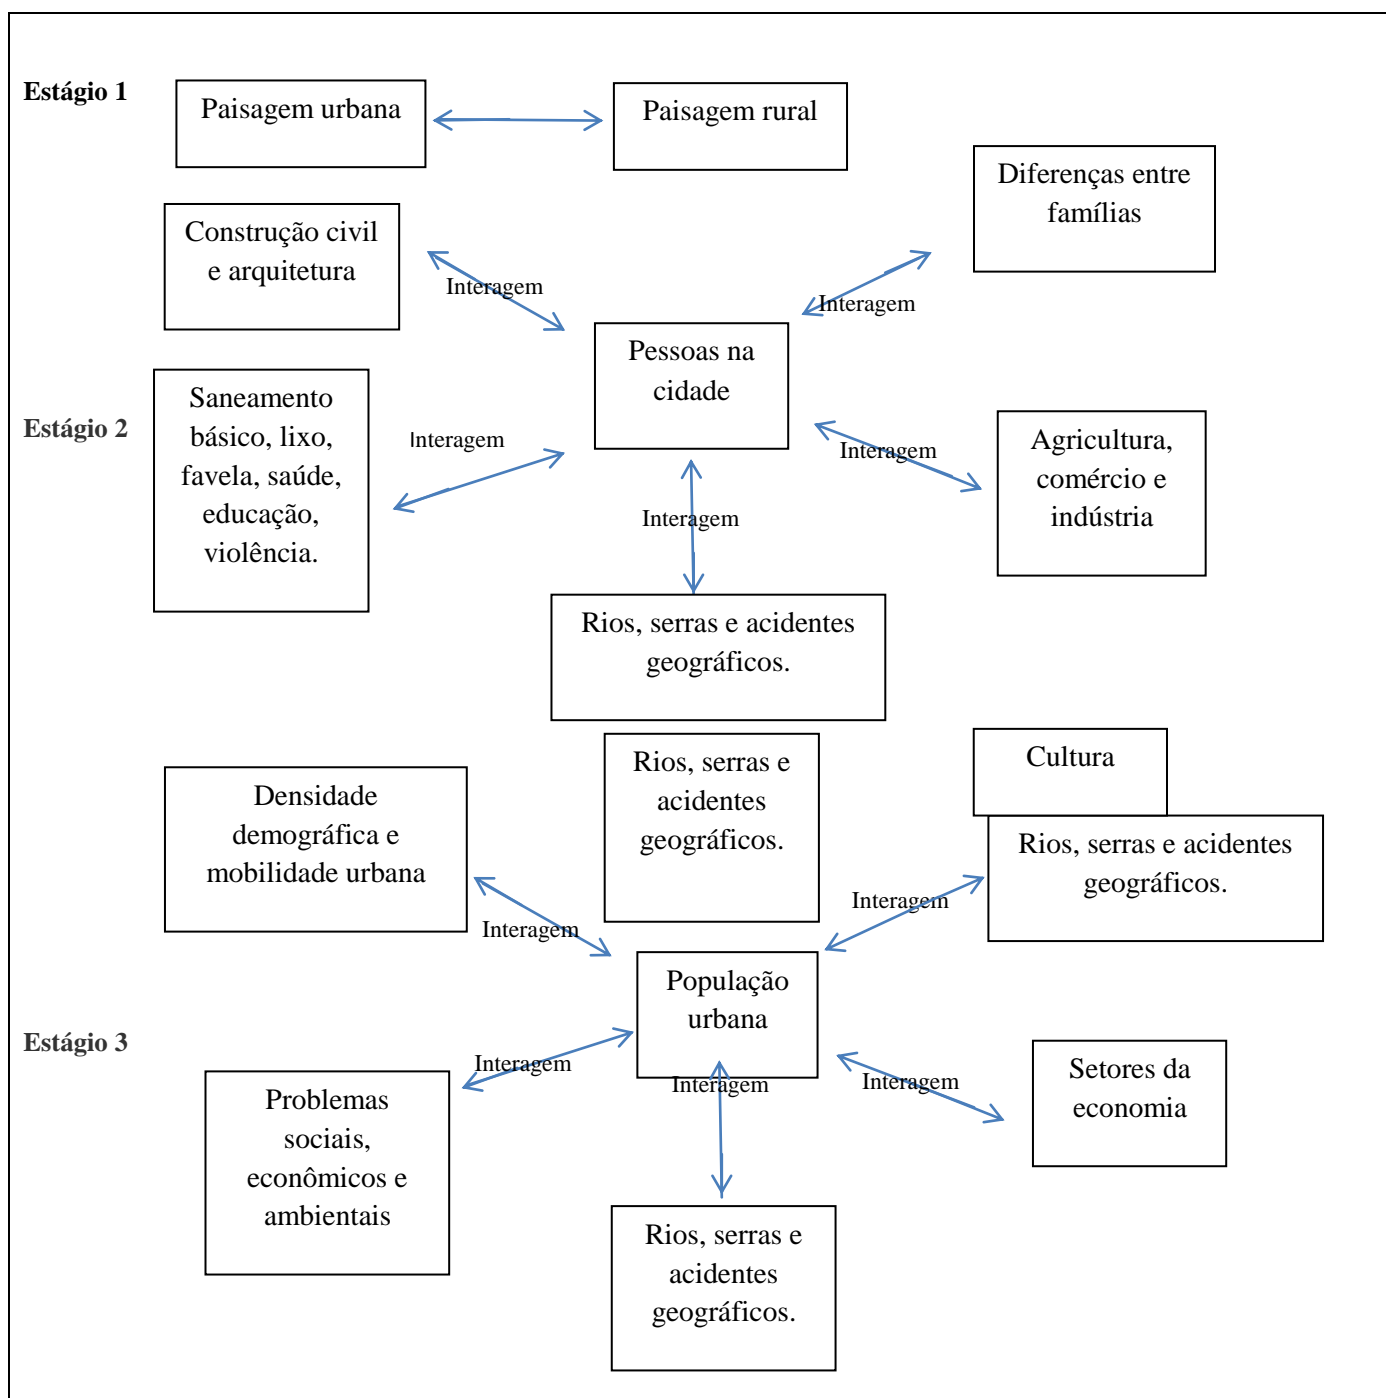 Estágio 1
Paisagem urbana
Paisagem rural
Diferenças entre
famílias
Construção civil
e arquitetura
Interagem
Interagem
Pessoas na
cidade
Estágio 2
Saneamento
básico, lixo,
favela, saúde,
educação,
violência.
Interagem
Interagem
Agricultura,
comércio e
indústria
Interagem
Rios, serras e acidentes
geográficos.
Rios, serras e
acidentes
geográficos.
Cultura
Densidade
demográfica e
mobilidade urbana
Rios, serras e acidentes
geográficos.
Interagem
Interagem
População
urbana
Estágio 3
Interagem
Interagem
Interagem
Setores da
economia
Problemas
sociais,
econômicos e
ambientais
Rios, serras e
acidentes
geográficos.